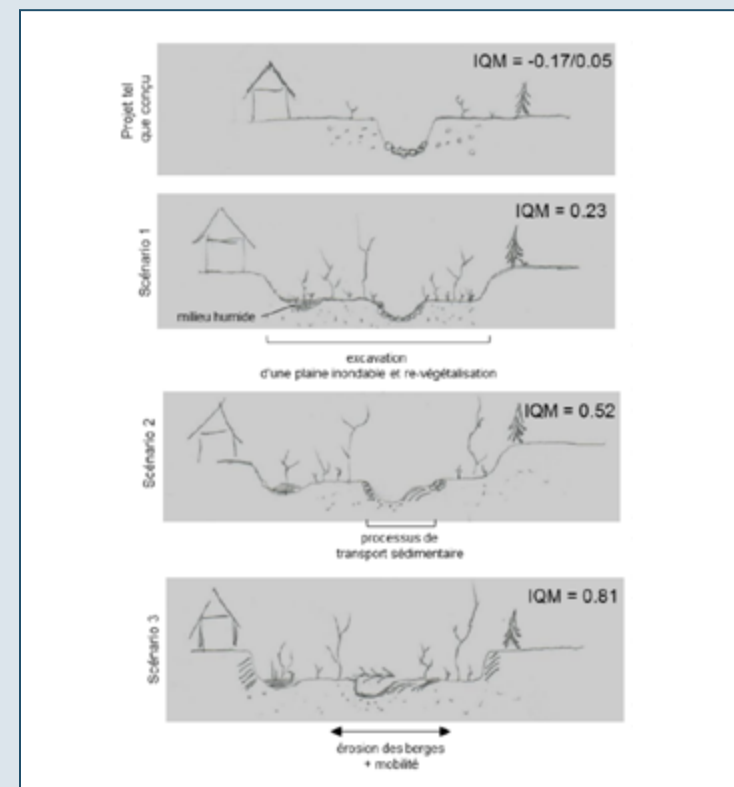 Projet tel
que conçu
IQM = -0.17/0.05
Scénario 1
IQM = 0.23
milieu humide
excavation
d'une plaine inondable et re-végétalisation
Scénario 2
IQM = 0.52
processus de
transport sédimentaire
Scénario 3
IQM = 0.81
érosion des berges
+ mobilité